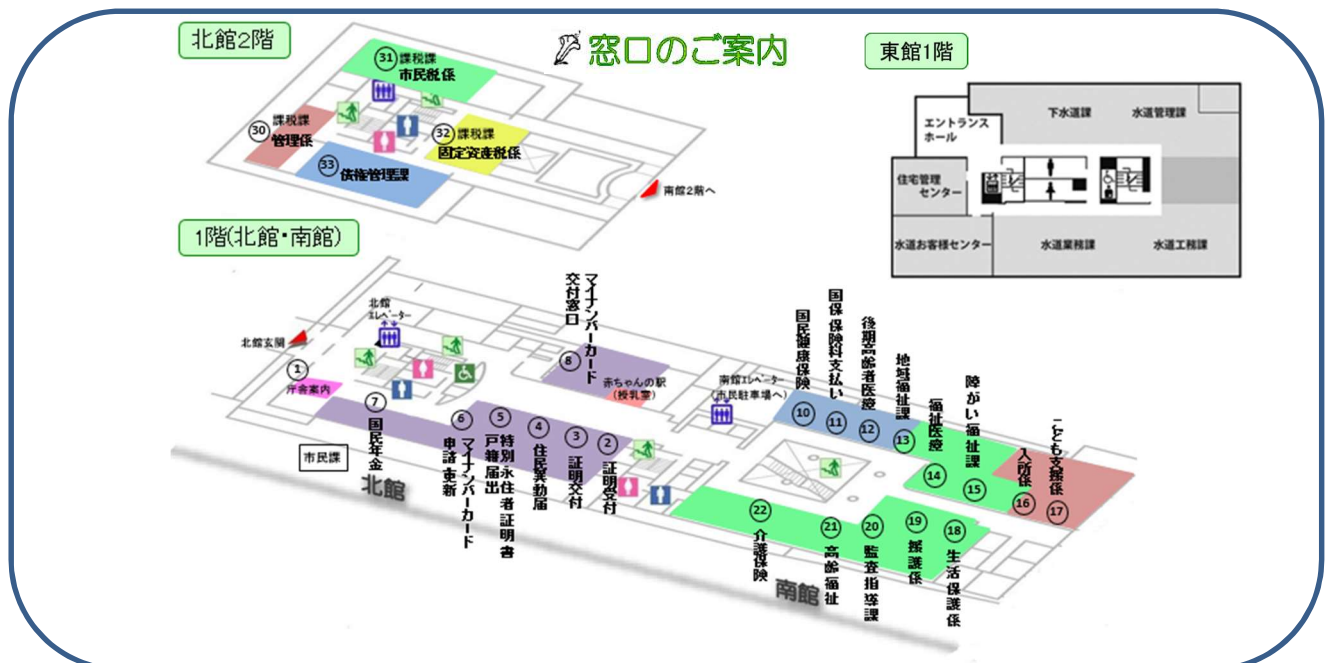 北館2階
窓口のご案内
東館1階
31 課税課
市民税係
30 課税課
管理係
32 課税課
固定資産税係
33
債権管理課
南館2階へ
エントランス
ホール
下水道課
水道管理課
住宅管理
センター
水道お客様センター
水道業務課
水道工務課
1階(北館・南館)
北館
エレベーター
北館玄関
1
庁舎案内
7
国民年金
市民課
北館
6
マイナンバーカード
申請・更新
5
特別永住者証明書
戸籍届出
4
住民異動届
3
証明交付
2
証明受付
8
マイナンバーカード
交付窓口
赤ちゃんの駅
(授乳室)
南館エレベーター
(市民駐車場へ)
10
国民健康保険
11
国保保険料支払い
12
後期高齢者医療
13
地域福祉課
14
福祉医療
15
障がい福祉課
16
入所係
17
こども支援係
22
介護保険
21
高齢福祉
20
監査指導課
19
援護係
18
生活保護係
南館